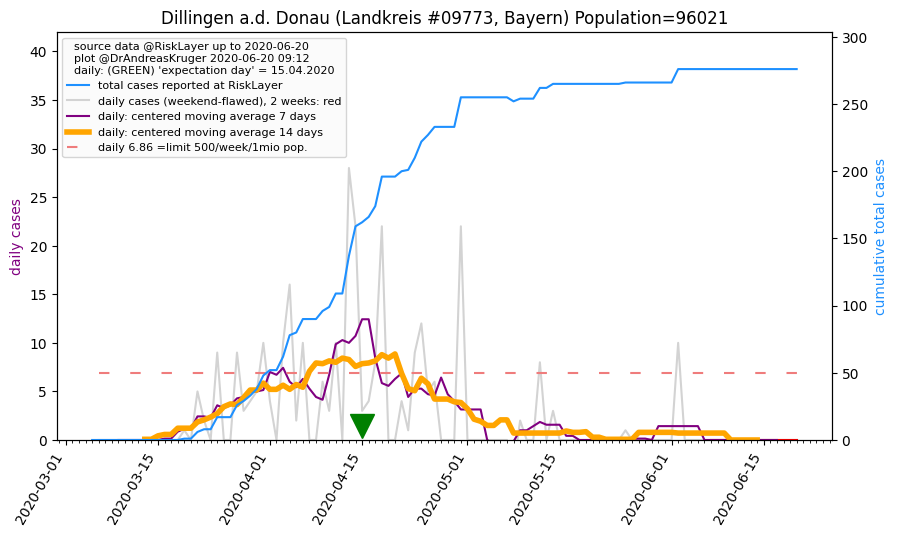 Dillingen a.d. Donau (Landkreis #09773, Bayern) Population=96021
source data @RiskLayer up to 2020-06-20
plot @DrAndreasKruger 2020-06-20 09:12
daily: (GREEN) 'expectation day' = 15.04.2020
total cases reported at RiskLayer
daily cases (weekend-flawed), 2 weeks: red
daily: centered moving average 7 days
daily: centered moving average 14 days
daily 6.86 =limit 500/week/1mio pop.
daily cases
40
35
30
25
20
15
10
5
0
cumulative total cases
300
250
200
150
100
50
0
2020-03-01
2020-03-15
2020-04-01
2020-04-15
2020-05-01
2020-05-15
2020-06-01
2020-06-15